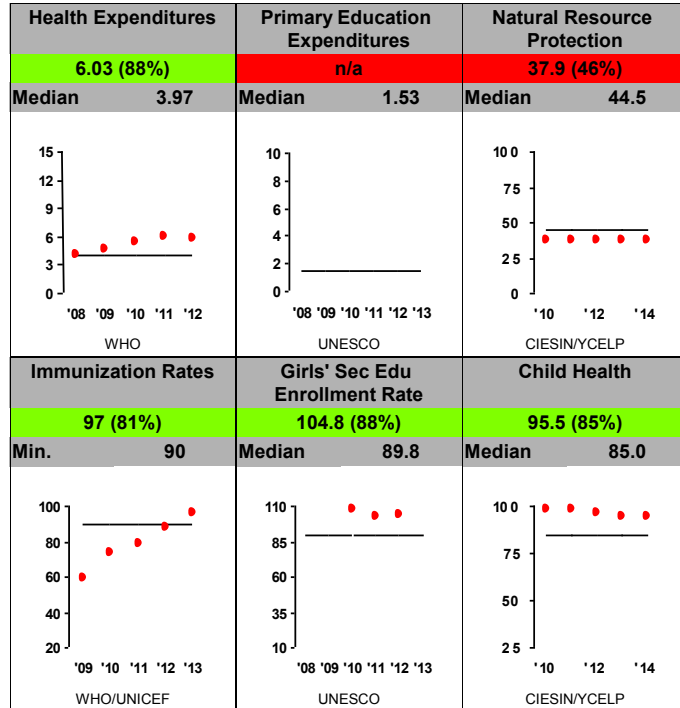 Health Expenditures
6.03 (88%)
Median 3.97
15
12
9
6
3
0
'08 '09 '10 '11 '12
WHO
Primary Education
Expenditures
n/a
Median 1.53
10
8
6
4
2
0
'08 '09 '10 '11 '12 '13
UNESCO
Natural Resource
Protection
37.9 (46%)
Median 44.5
100
75
50
25
0
'10 '12 '14
CIESIN/YCELP
Immunization Rates
97 (81%)
Min. 90
100
80
60
40
20
'09 '10 '11 '12 '13
WHO/UNICEF
Girls' Sec Edu
Enrollment Rate
104.8 (88%)
Median 89.8
110
85
60
35
10
'08 '09 '10 '11 '12 '13
UNESCO
Child Health
95.5 (85%)
Median 85.0
100
75
50
25
'10 '12 '14
CIESIN/YCELP